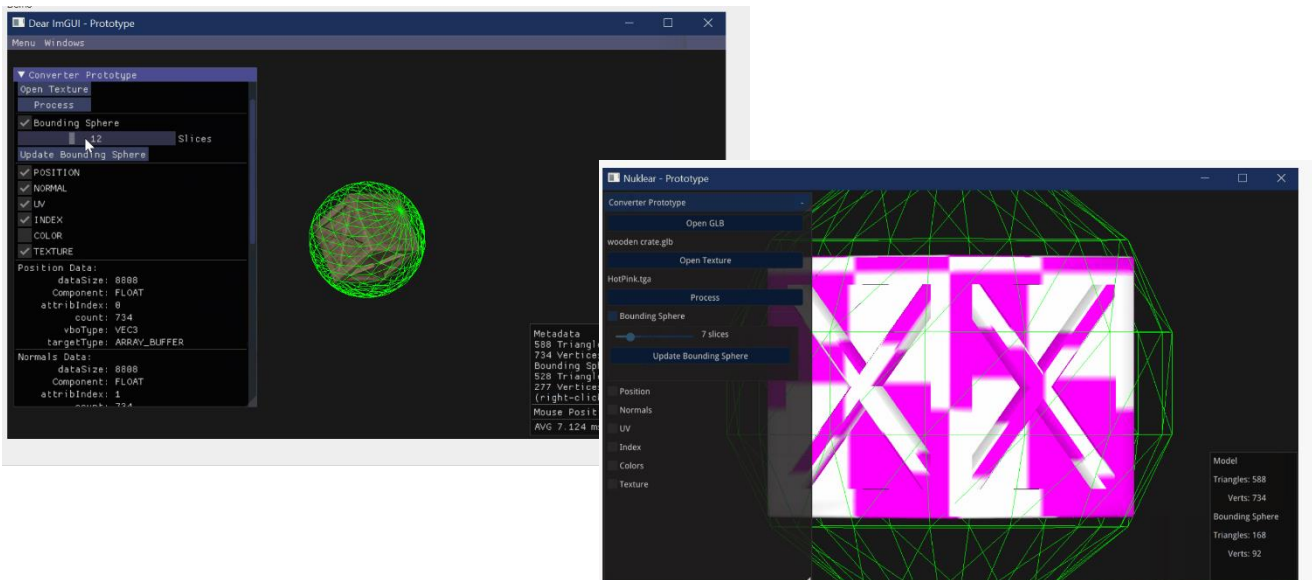 Dear ImGUI - Prototype
Menu Windows
Converter Prototype
Open Texture
Process
Bounding Sphere
12 Slices
Update Bounding Sphere
POSITION
NORMAL
UV
INDEX
COLOR
TEXTURE
Position Data:
dataSize: 8808
Component: FLOAT
attribIndex: 0
count: 734
vboType: VEC3
targetType: ARRAY_BUFFER
Normals Data:
dataSize: 8808
Component: FLOAT
attribIndex: 1
Metadata
588 Triangl
734 Vertice
Bounding Sp
528 Triangl
277 Vertice
(right-clic
Mouse Posit
AVG 7.124 m
Nuklear - Prototype
Converter Prototype
Open GLB
wooden crate.glb
Open Texture
HotPink.tga
Process
Bounding Sphere
7 slices
Update Bounding Sphere
Position
Normals
UV
Index
Colors
Texture
Model
Triangles: 588
Verts: 734
Bounding Sphere
Triangles: 168
Verts: 92